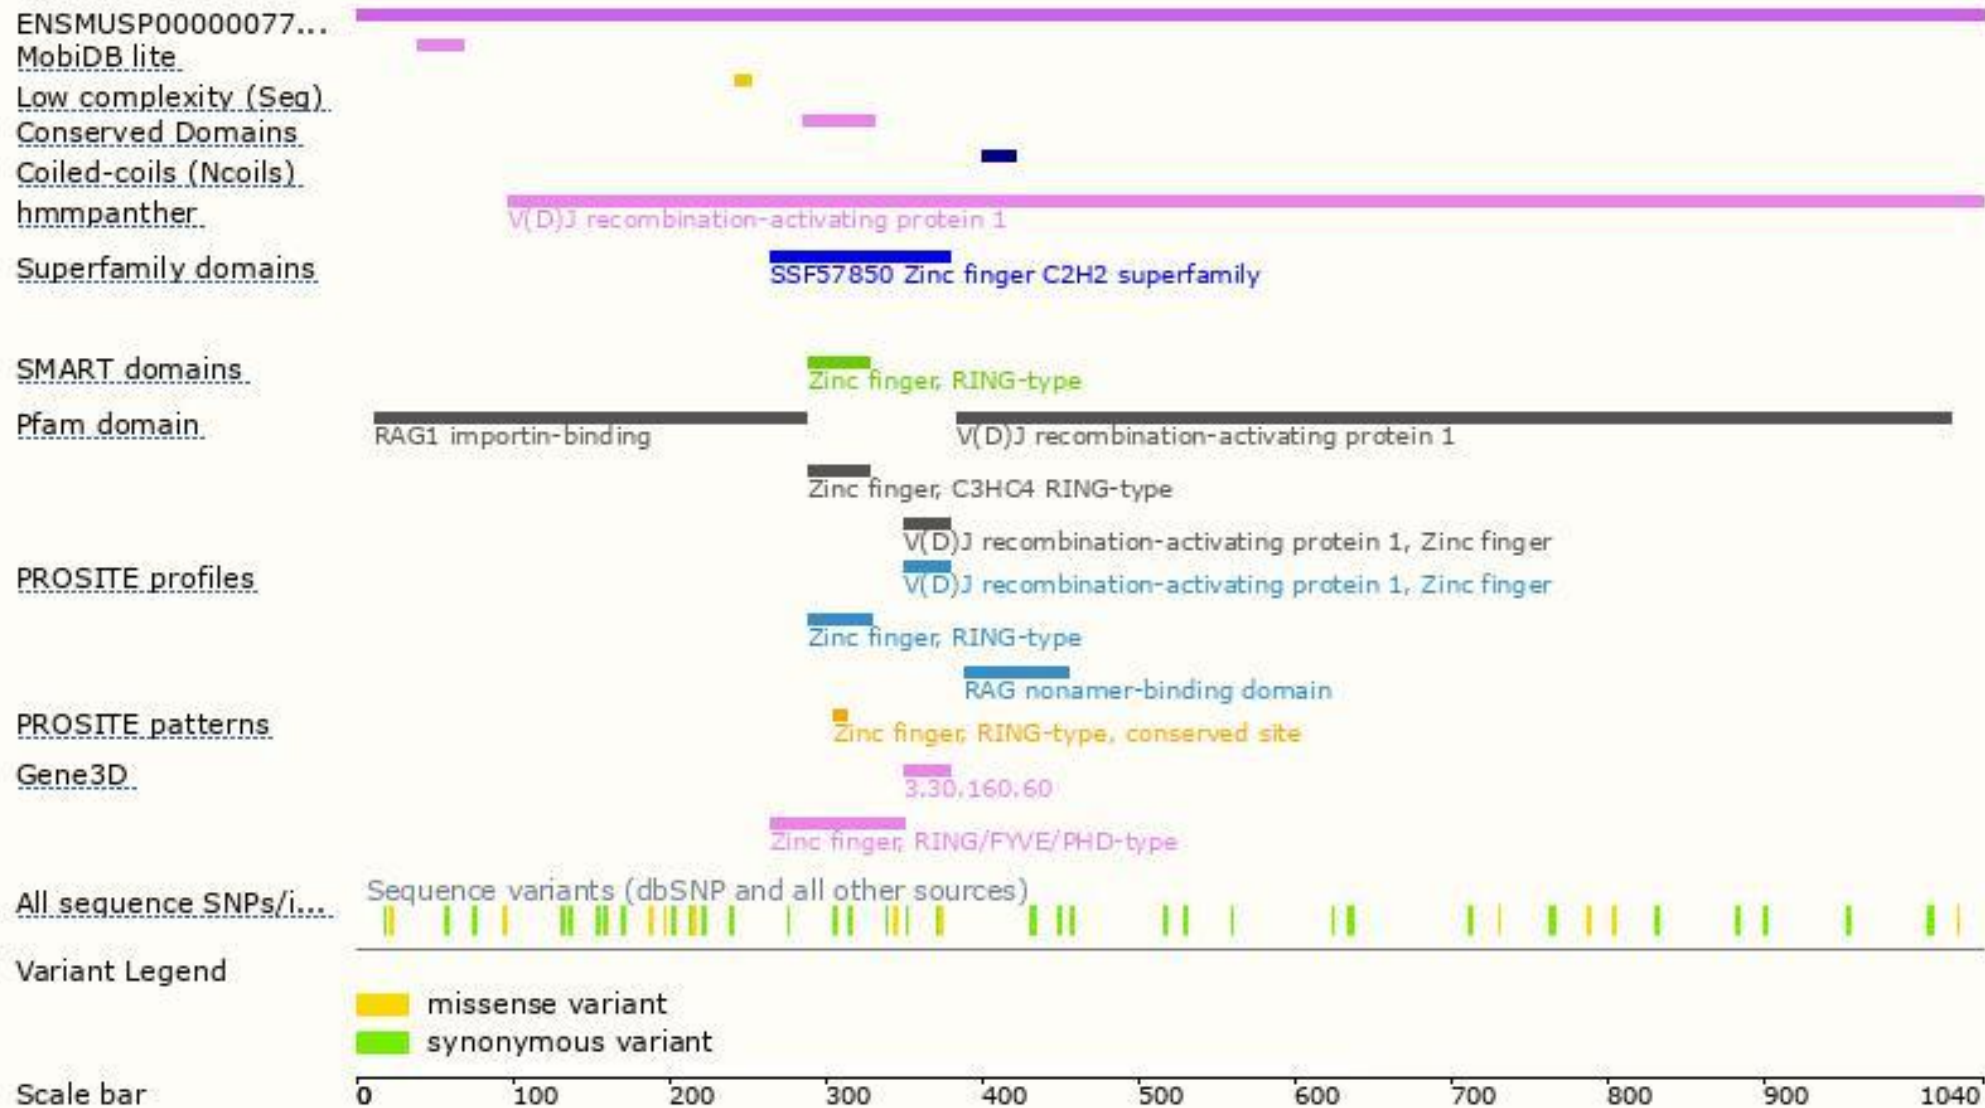 ENSMUSP00000077...
MobiDB lite
Low complexity (Seg)
Conserved Domains
Coiled-coils (Ncoils)
hmmpanther
V(D)J recombination-activating protein 1
Superfamily domains
SSF57850 Zinc finger C2H2 superfamily
SMART domains
Zinc finger, RING-type
Pfam domain
RAG1 importin-binding V(D)J recombination-activating protein 1
Zinc finger, C3HC4 RING-type
V(D)J recombination-activating protein 1, Zinc finger
PROSITE profiles
V(D)J recombination-activating protein 1, Zinc finger
Zinc finger, RING-type
RAG nonamer-binding domain
PROSITE patterns
Zinc finger, RING-type, conserved site
Gene3D
3.30.160.60
Zinc finger, RING/FYVE/PHD-type
All sequence SNPs/i...
Sequence variants (dbSNP and all other sources)
Variant Legend
missense variant
synonymous variant
Scale bar
0 100 200 300 400 500 600 700 800 900 1040